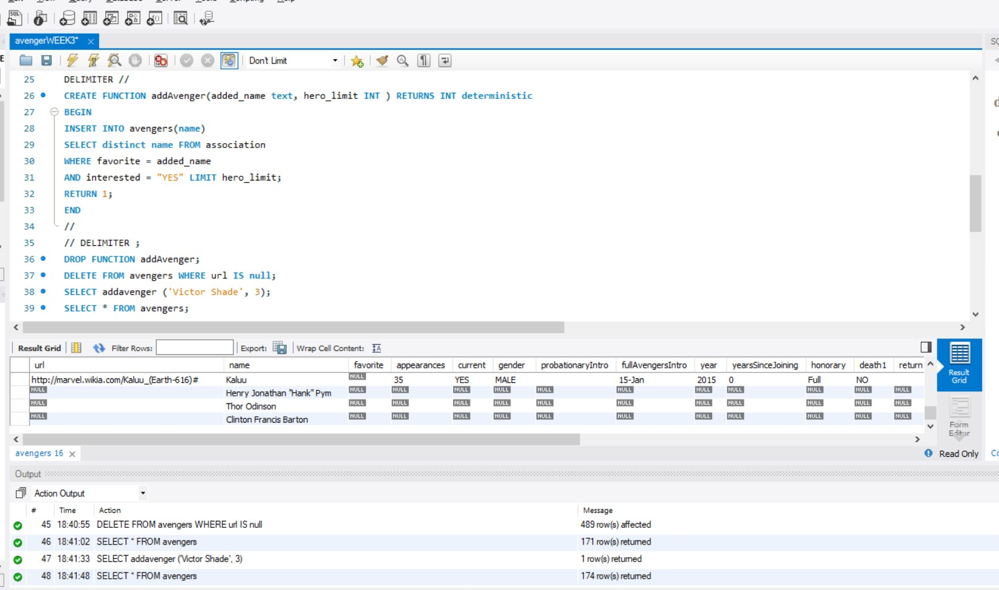 avengerWEEK3*
Don't Limit
25 DELIMITER //
26 CREATE FUNCTION addAvenger(added_name text, hero_limit INT ) RETURNS INT deterministic
27 BEGIN
28 INSERT INTO avengers(name)
29 SELECT distinct name FROM association
30 WHERE favorite = added_name
31 AND interested = "YES" LIMIT hero_limit;
32 RETURN 1;
33 END
34 //
35 // DELIMITER ;
36 DROP FUNCTION addAvenger;
37 DELETE FROM avengers WHERE url IS null;
38 SELECT addavenger ('Victor Shade', 3);
39 SELECT * FROM avengers;
Result Grid Filter Rows: Export: Wrap Cell Content:
url name favorite appearances current gender probationaryIntro fullAvengersIntro year yearsSinceJoining honorary death1 return
http://marvel.wikia.com/Kaluu_(Earth-616)# Kaluu NULL 35 YES MALE 15-Jan 2015 0 Full NO
NULL Henry Jonathan "Hank" Pym NULL NULL NULL NULL NULL NULL NULL NULL NULL NULL NULL
NULL Thor Odinson NULL NULL NULL NULL NULL NULL NULL NULL NULL NULL NULL
NULL Clinton Francis Barton NULL NULL NULL NULL NULL NULL NULL NULL NULL NULL NULL
Result
Grid
Form
Editor
avengers 16 Read Only
Output
Action Output
# Time Action Message
45 18:40:55 DELETE FROM avengers WHERE url IS null 489 row(s) affected
46 18:41:02 SELECT * FROM avengers 171 row(s) returned
47 18:41:33 SELECT addavenger ('Victor Shade', 3) 1 row(s) returned
48 18:41:48 SELECT * FROM avengers 174 row(s) returned